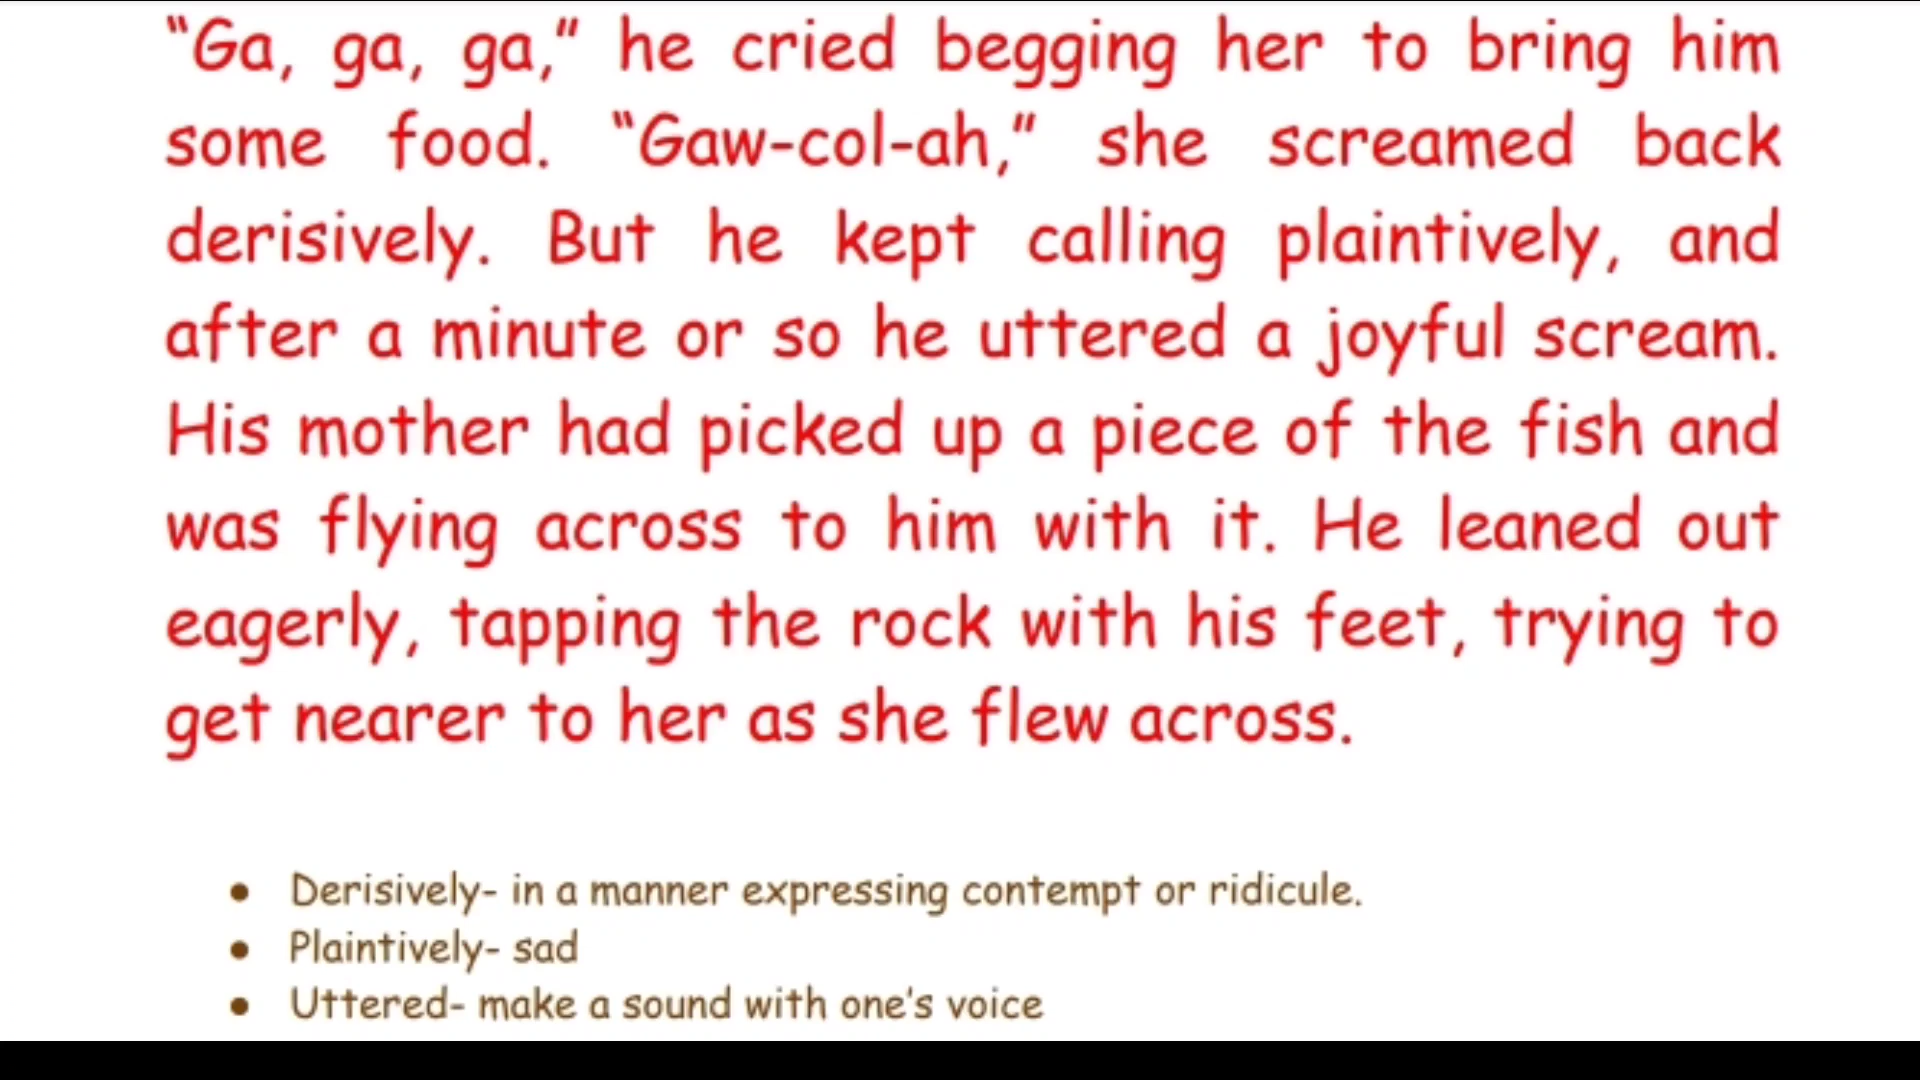 “Ga, ga, ga,” he cried begging her to bring him
some food. “Gaw-col-ah,” she screamed back
derisively. But he kept calling plaintively, and
after a minute or so he uttered a joyful scream.
His mother had picked up a piece of the fish and
was flying across to him with it. He leaned out
eagerly, tapping the rock with his feet, trying to
get nearer to her as she flew across.
● Derisively- in a manner expressing contempt or ridicule.
● Plaintively- sad
● Uttered- make a sound with one's voice